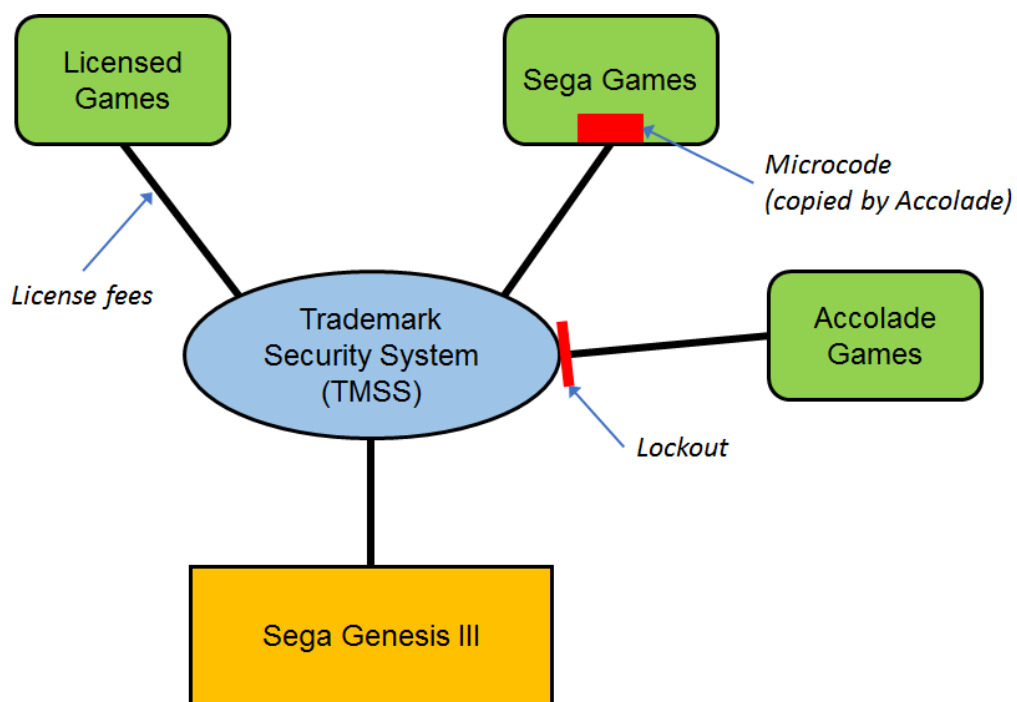 Licensed
Games
Sega Games
Microcode
(copied by Accolade)
License fees
Trademark
Security System
(TMSS)
Accolade
Games
Lockout
Sega Genesis III